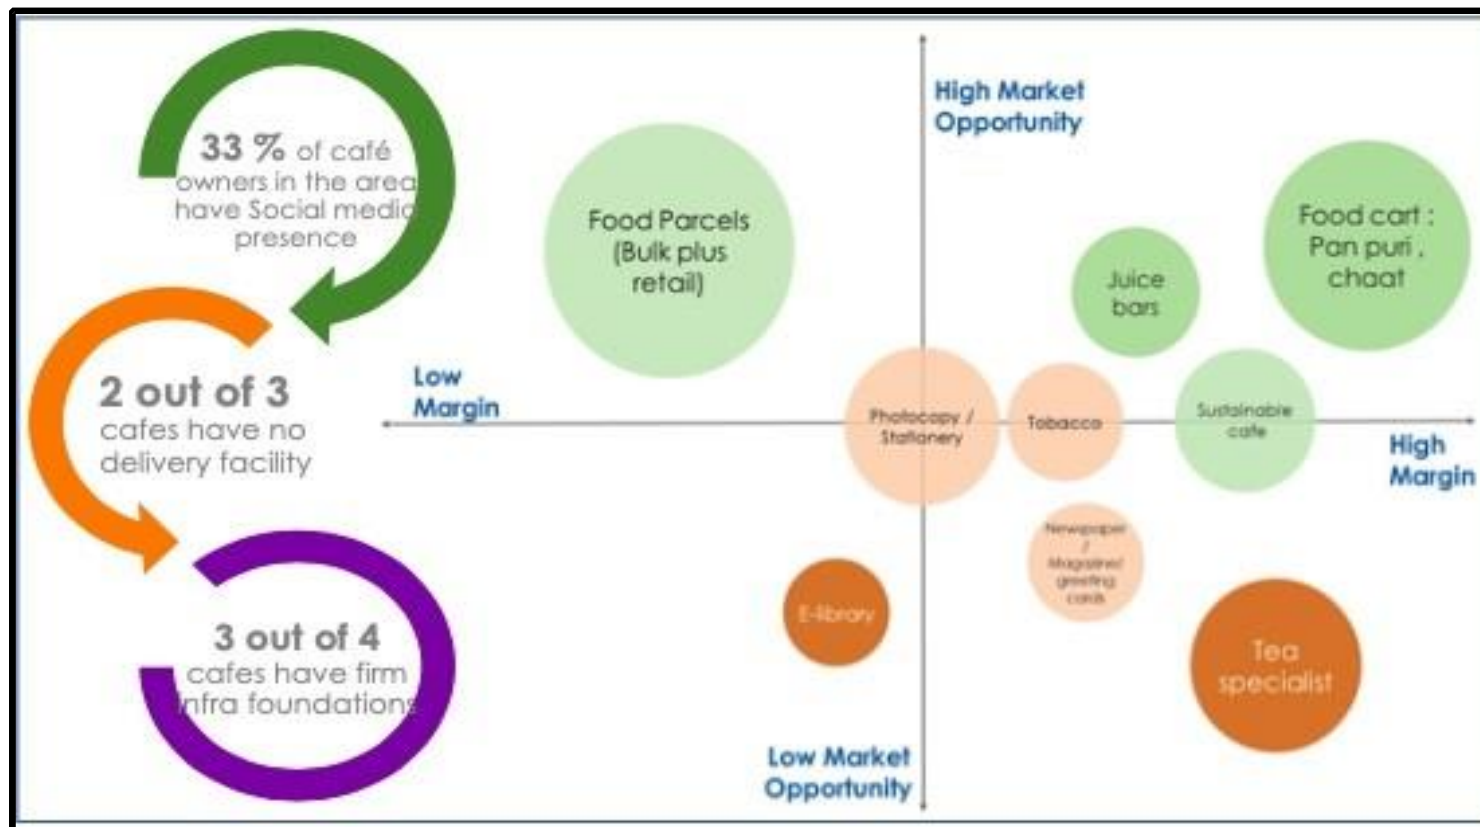 33 % of café
owners in the area
have Social media
presence
2 out of 3
cafes have no
delivery facility
3 out of 4
cafes have firm
infra foundations
High Market
Opportunity
Food Parcels
(Bulk plus
retail)
Juice
bars
Food cart :
Pan puri ,
chaat
Low
Margin
Photocopy /
Stationery
Tobacco
Sustainable
cafe
High
Margin
Newspaper
/
Magazine/
greeting
cards
E-library
Tea
specialist
Low Market
Opportunity